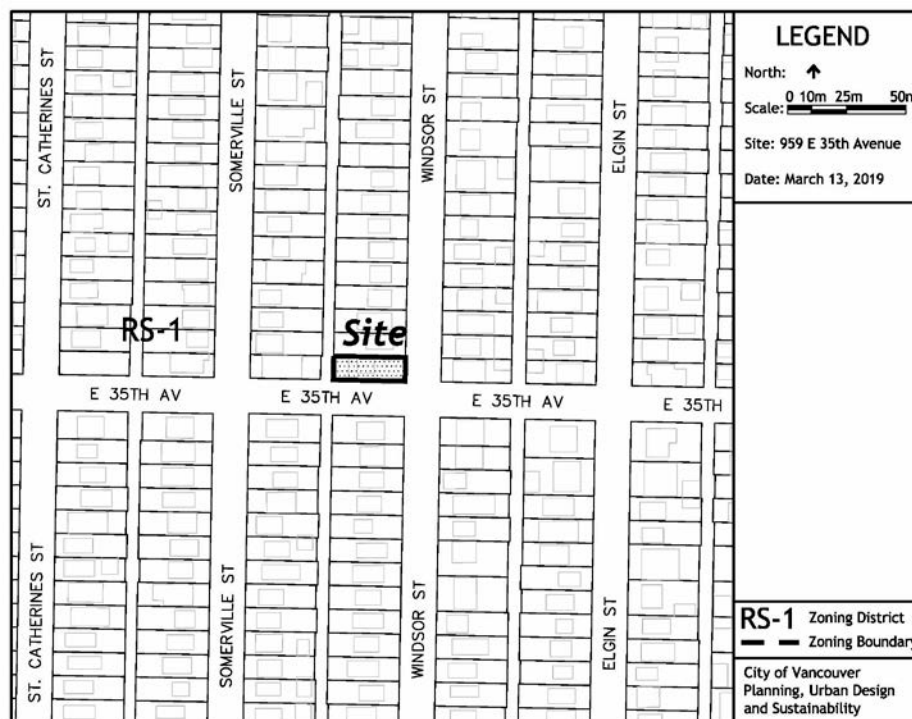 ST. CATHERINES ST
SOMERVILLE ST
WINDSOR ST
ELGIN ST
RS-1
Site
E 35TH AV
E 35TH AV
E 35TH AV
E 35TH
ST. CATHERINES ST
SOMERVILLE ST
WINDSOR ST
ELGIN ST
LEGEND
North:
Scale: 0 10m 25m 50m
Site: 959 E 35th Avenue
Date: March 13, 2019
RS-1 Zoning District
Zoning Boundary
City of Vancouver
Planning, Urban Design
and Sustainability